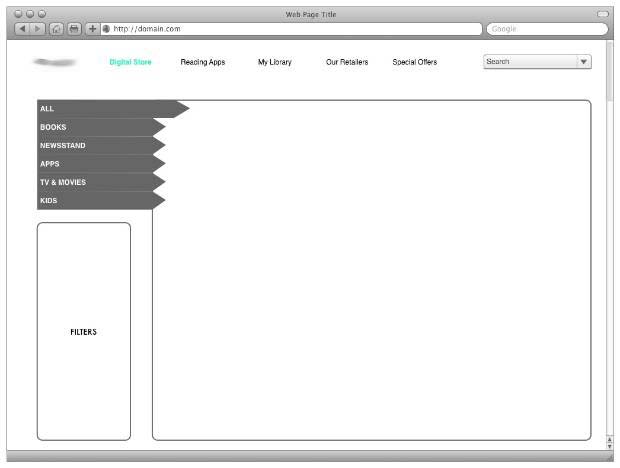 Web Page Title
http://domain.com
Google
Digital Store Reading Apps My Library Our Retailers Special Offers Search
ALL
BOOKS
NEWSSTAND
APPS
TV & MOVIES
KIDS
FILTERS